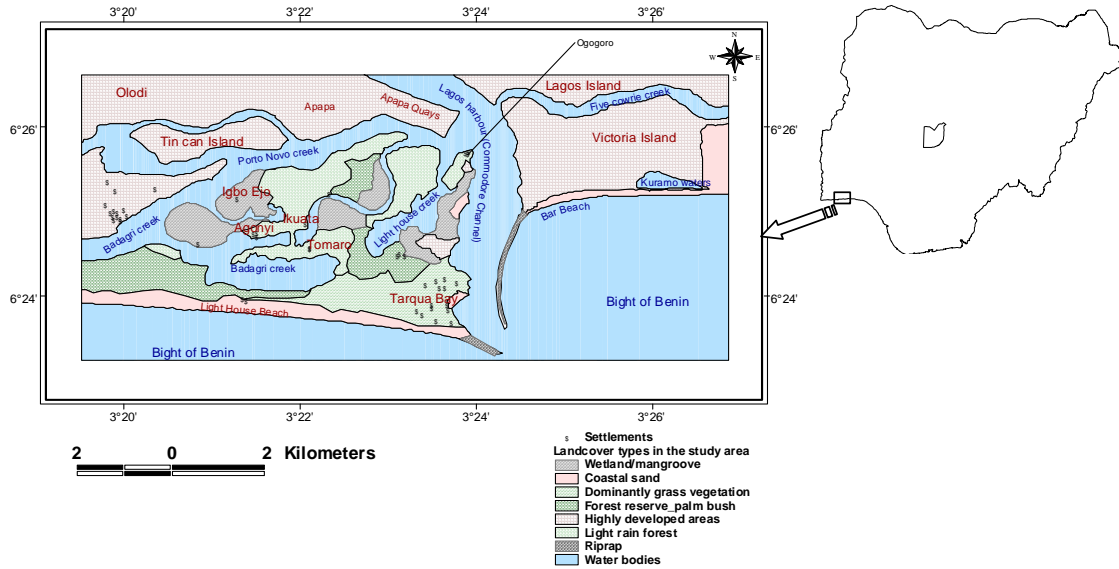 3°20'
3°22'
3°24'
3°26'
Ogogoro
N
W E
S
Olodi
Lagos Island
Lagos harbour (Commodore Channel)
Five cowrie creek
Apapa
Apapa Quays
6°26'
6°26'
Victoria Island
Tin can Island
Porto Novo creek
Kuramo waters
Igbo Ejo
Light house creek
Bar Beach
Ikuata
Agonyi
Badagri creek
Tomaro
Badagri creek
6°24'
6°24'
Tarqua Bay
Light House Beach
Bight of Benin
Bight of Benin
3°20'
3°22'
3°24'
3°26'
2 0 2 Kilometers
$ Settlements
Landcover types in the study area
Wetland/mangroove
Coastal sand
Dominantly grass vegetation
Forest reserve_palm bush
Highly developed areas
Light rain forest
Riprap
Water bodies